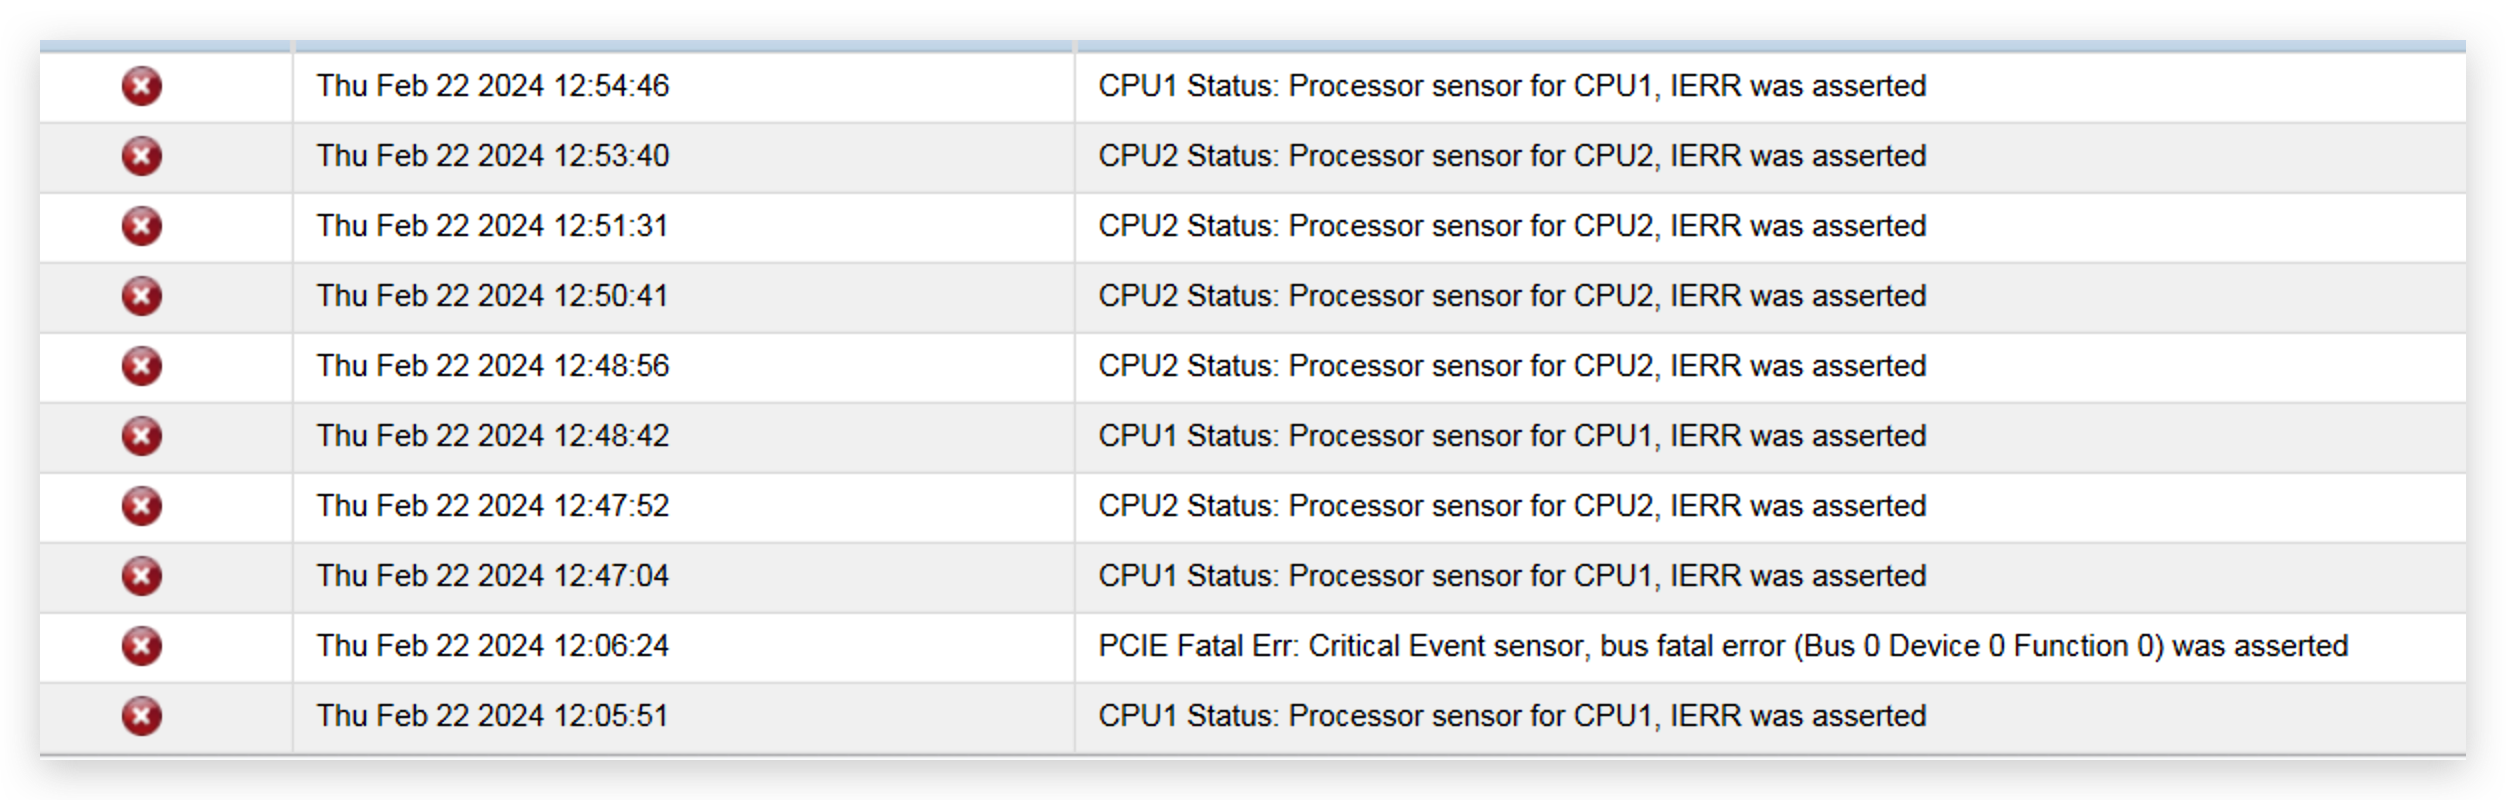 Thu Feb 22 2024 12:54:46 CPU1 Status: Processor sensor for CPU1, IERR was asserted
Thu Feb 22 2024 12:53:40 CPU2 Status: Processor sensor for CPU2, IERR was asserted
Thu Feb 22 2024 12:51:31 CPU2 Status: Processor sensor for CPU2, IERR was asserted
Thu Feb 22 2024 12:50:41 CPU2 Status: Processor sensor for CPU2, IERR was asserted
Thu Feb 22 2024 12:48:56 CPU2 Status: Processor sensor for CPU2, IERR was asserted
Thu Feb 22 2024 12:48:42 CPU1 Status: Processor sensor for CPU1, IERR was asserted
Thu Feb 22 2024 12:47:52 CPU2 Status: Processor sensor for CPU2, IERR was asserted
Thu Feb 22 2024 12:47:04 CPU1 Status: Processor sensor for CPU1, IERR was asserted
Thu Feb 22 2024 12:06:24 PCIE Fatal Err: Critical Event sensor, bus fatal error (Bus 0 Device 0 Function 0) was asserted
Thu Feb 22 2024 12:05:51 CPU1 Status: Processor sensor for CPU1, IERR was asserted